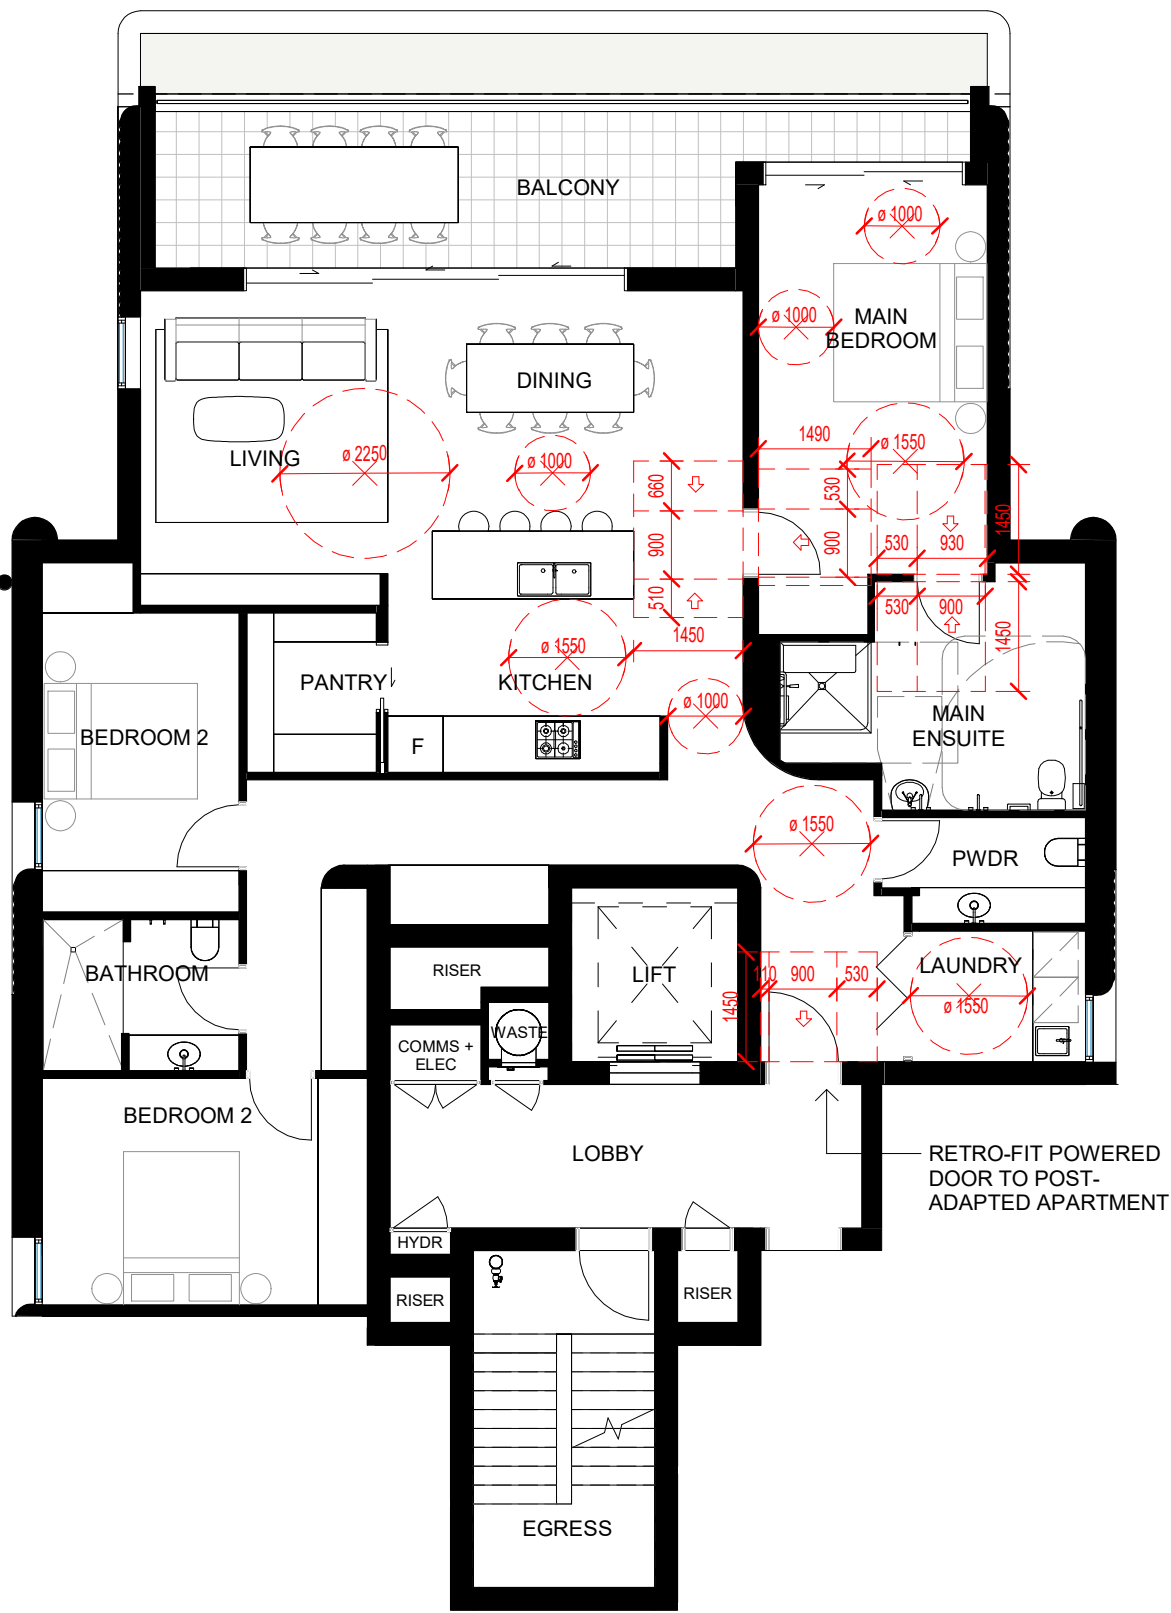 BALCONY
ø 1000
ø 1000
MAIN
BEDROOM
DINING
1490
ø 1550
LIVING
ø 2250
ø 1000
660
530
1450
900
900
530
930
510
530
900
1450
1450
ø 1550
PANTRY
KITCHEN
ø 1000
MAIN
ENSUITE
BEDROOM 2
F
ø 1550
PWDR
BATHROOM
RISER
LIFT
110
900
530
LAUNDRY
ø 1550
1450
WASTE
COMMS +
ELEC
BEDROOM 2
LOBBY
RETRO-FIT POWERED
DOOR TO POST-
ADAPTED APARTMENT
HYDR
RISER
RISER
EGRESS